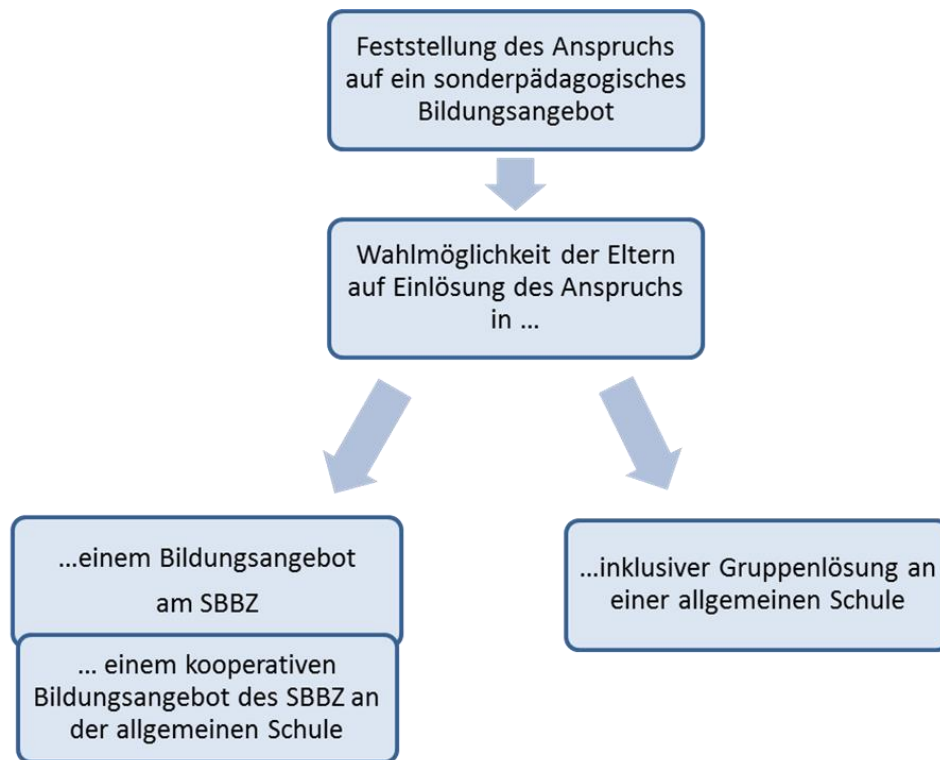 Feststellung des Anspruchs
auf ein sonderpädagogisches
Bildungsangebot
Wahlmöglichkeit der Eltern
auf Einlösung des Anspruchs
in ...
...einem Bildungsangebot
am SBBZ
... einem kooperativen
Bildungsangebot des SBBZ an
der allgemeinen Schule
...inklusiver Gruppenlösung an
einer allgemeinen Schule